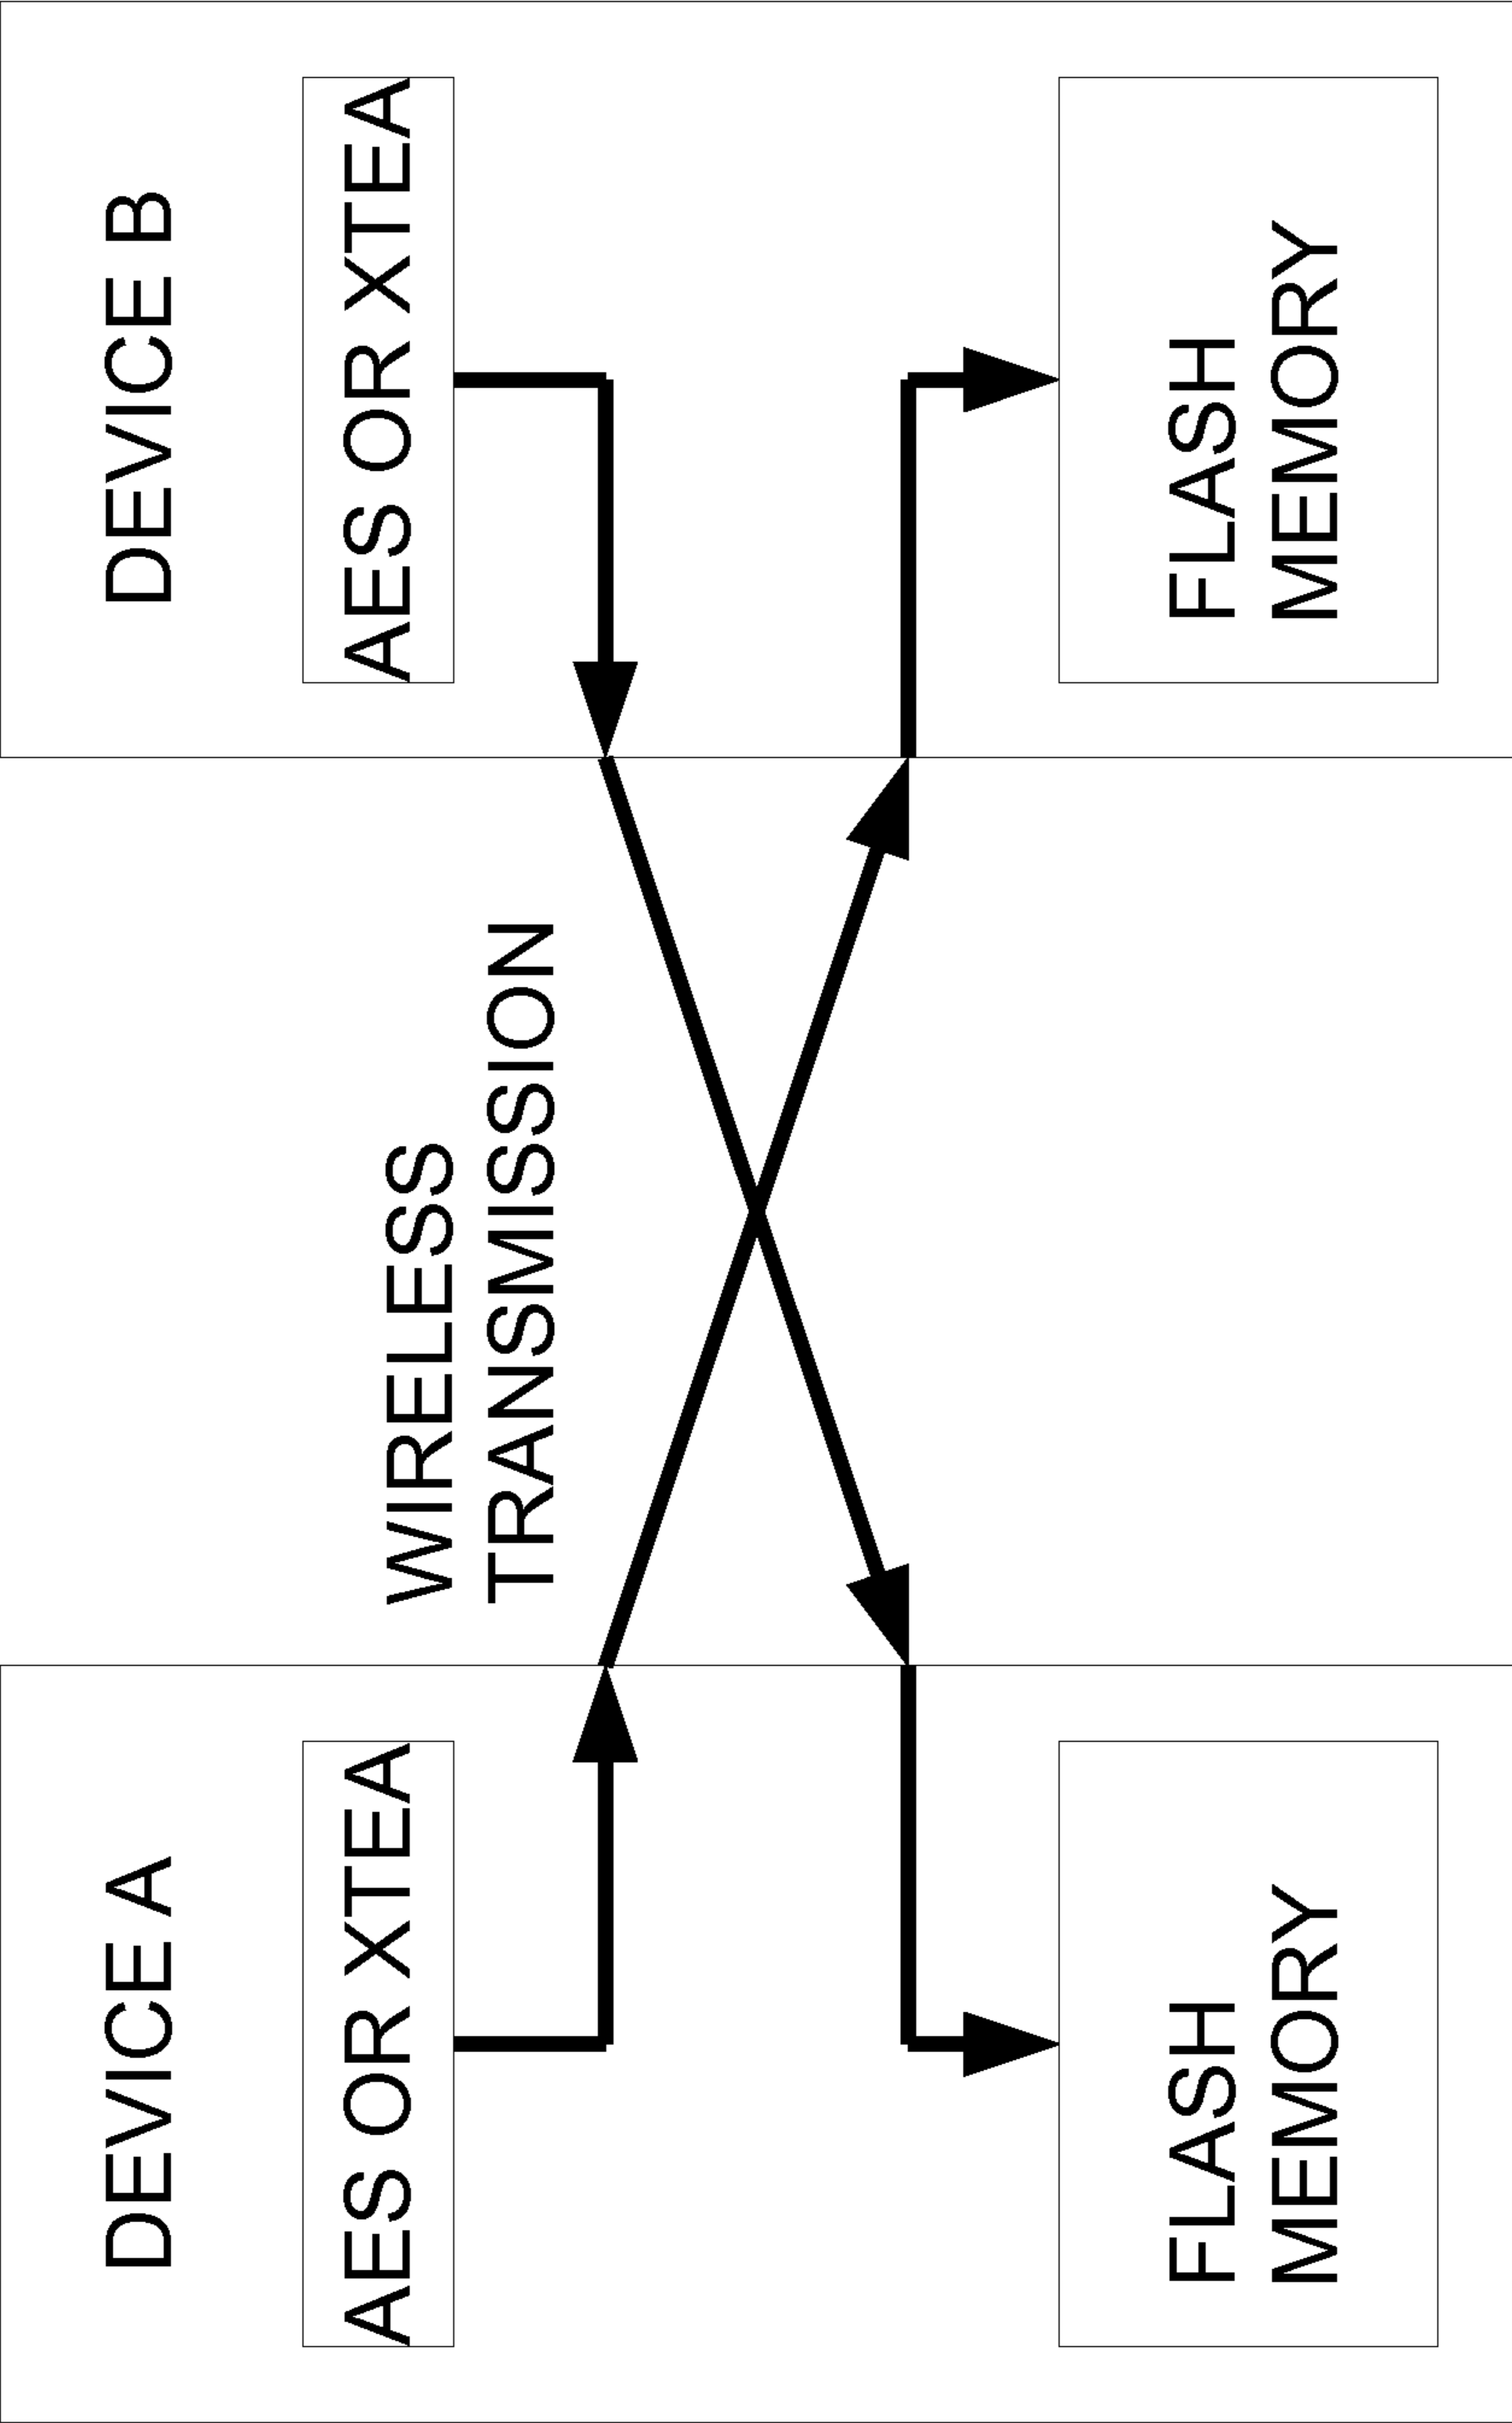 DEVICE A
AES OR XTEA
FLASH
MEMORY
WIRELESS
TRANSMISSION
DEVICE B
AES OR XTEA
FLASH
MEMORY